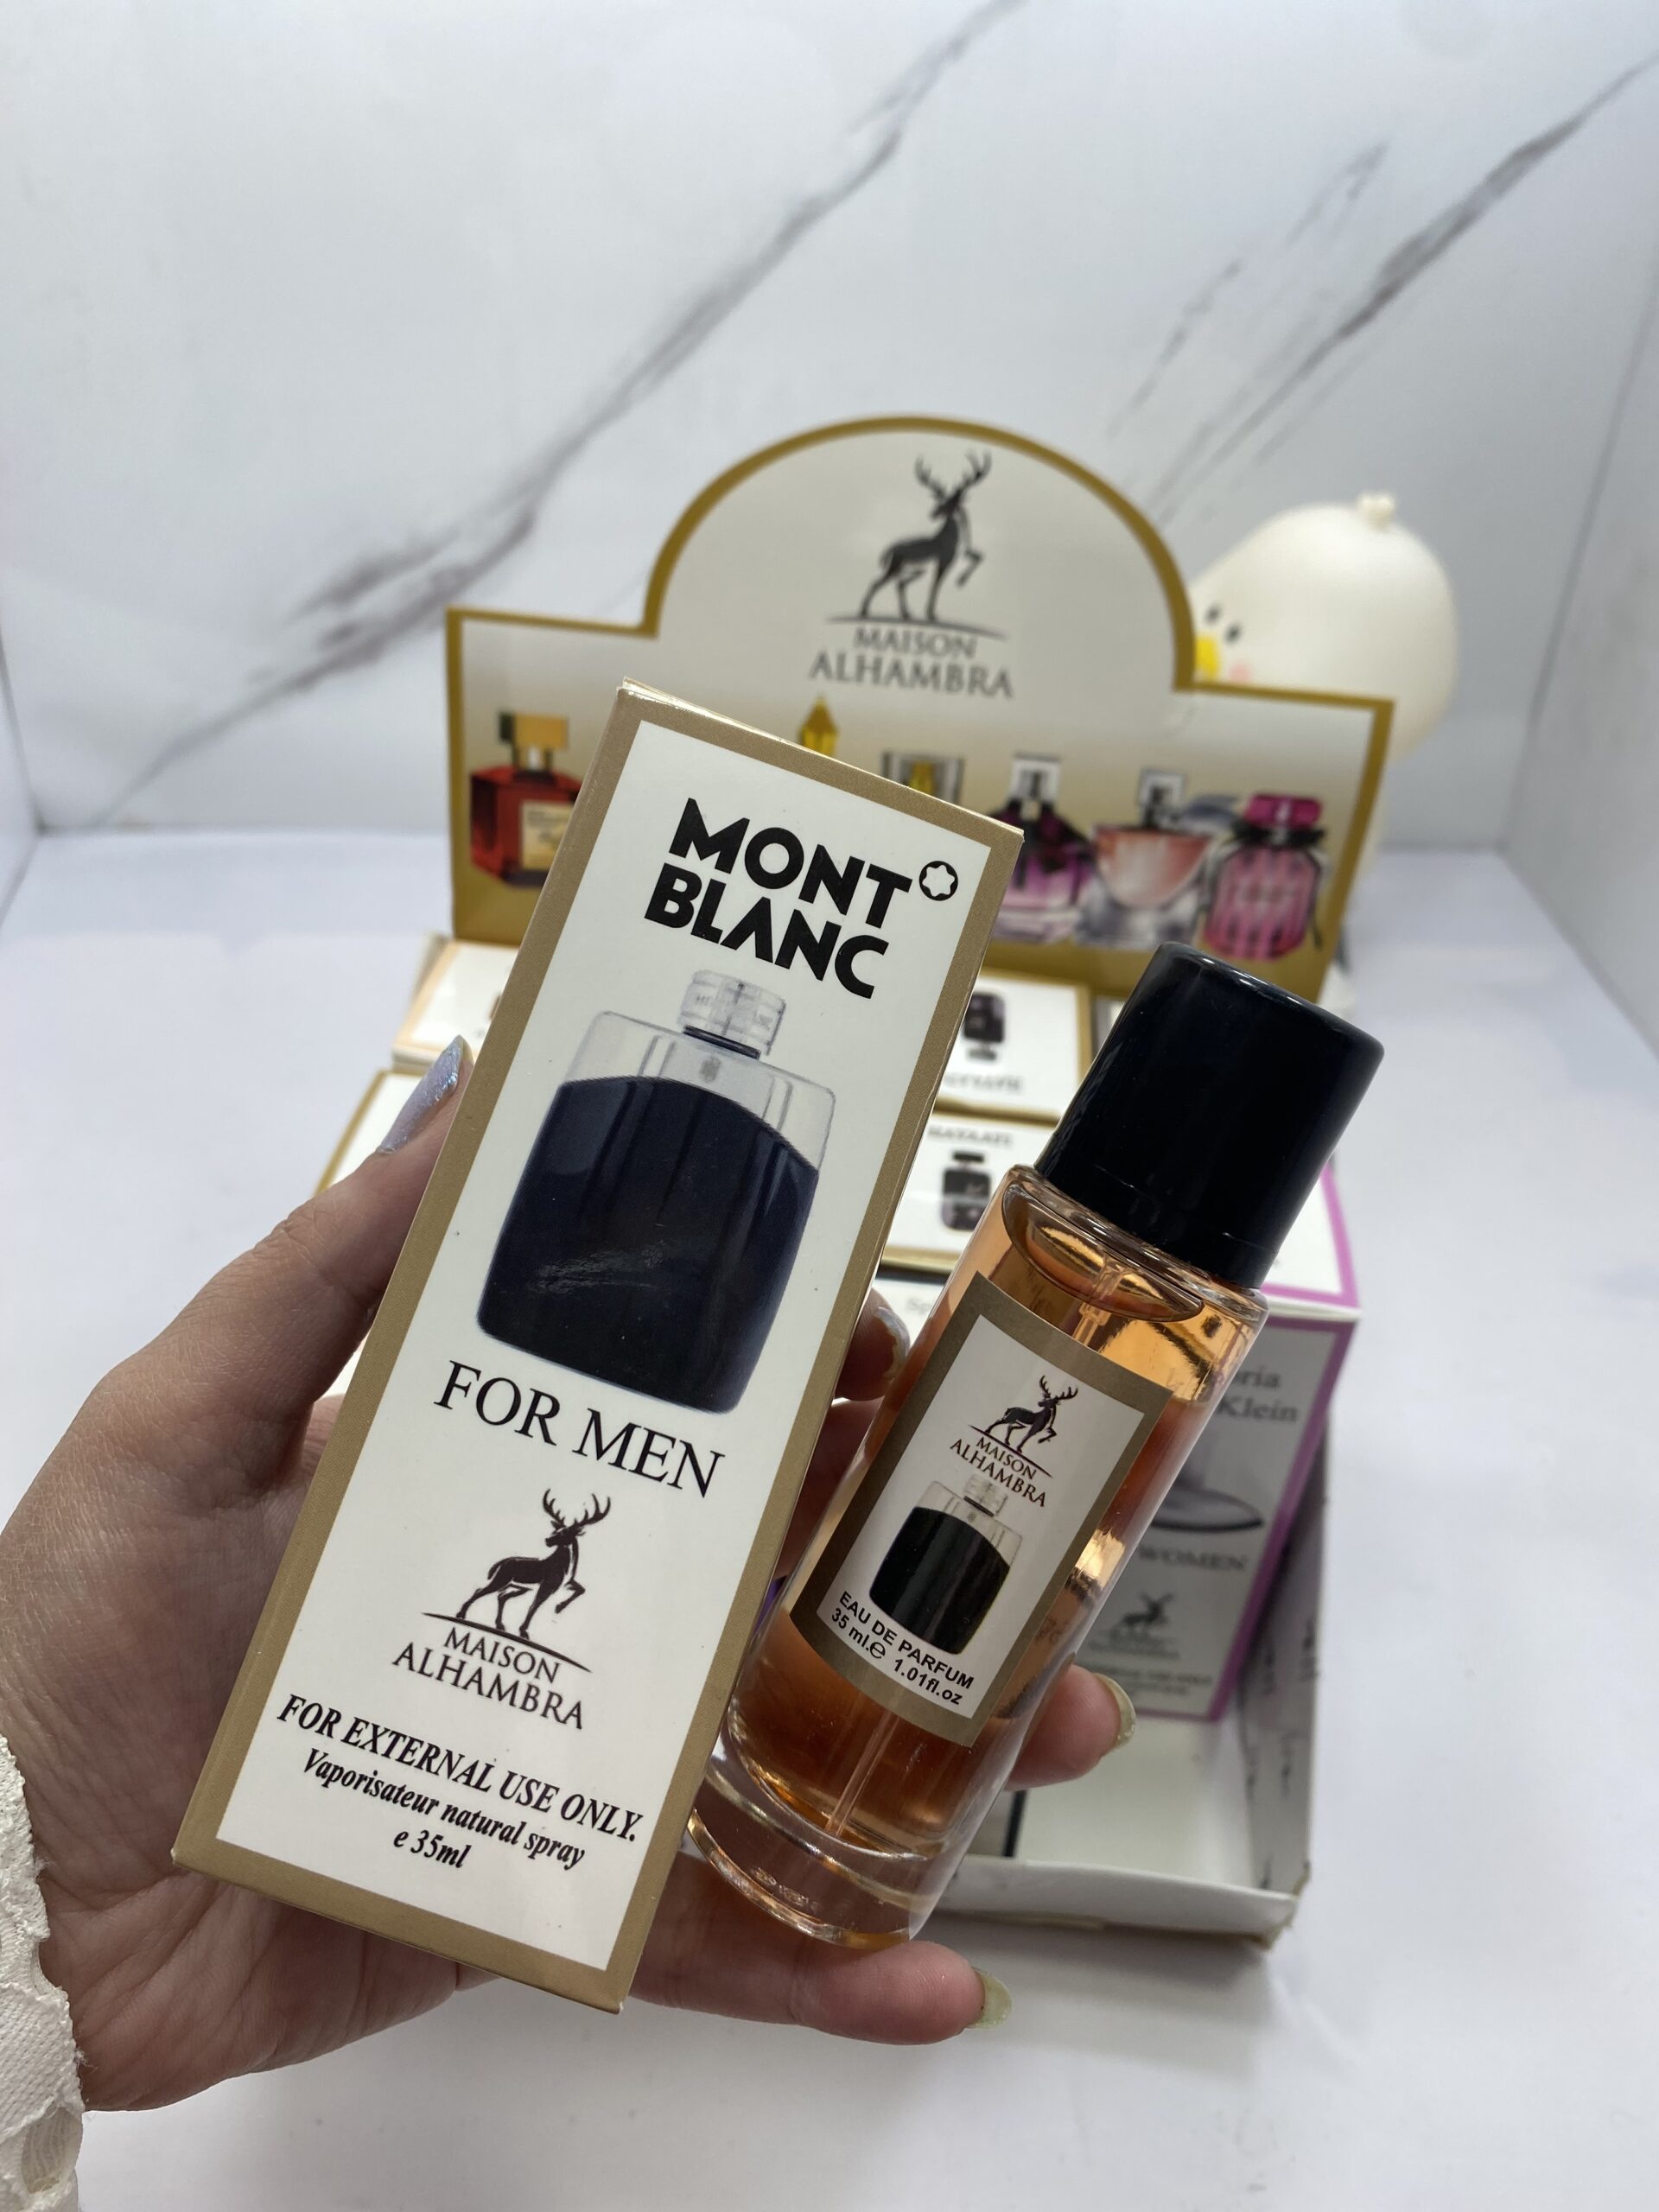 MAISON
ALHAMBRA
MONT
BLANC
FOR MEN
MAISON
ALHAMBRA
FOR EXTERNAL USE ONLY.
Vaporisateur natural spray
e 35ml
MAISON
ALHAMBRA
EAU DE PARFUM
35 ml.e 1.01fl.oz
Klein
WOMEN